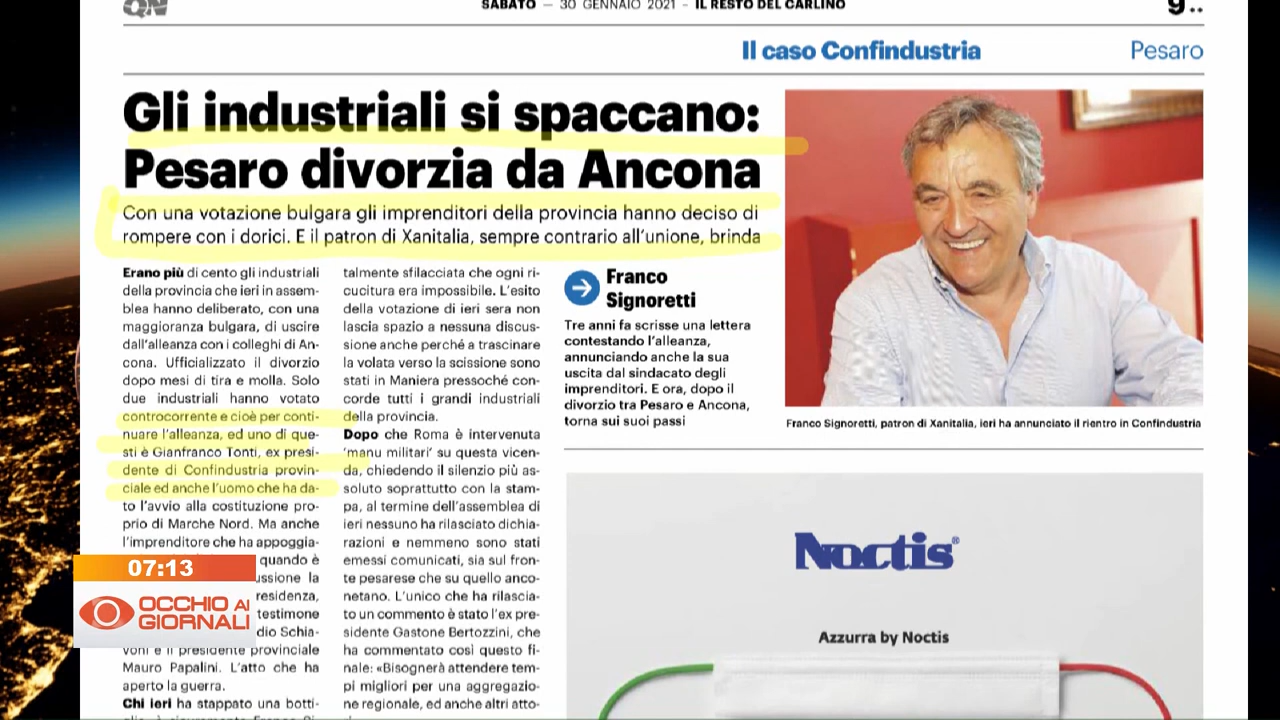 QN
SABATO — 30 GENNAIO 2021 – IL RESTO DEL CARLINO
9 ..
Il caso Confindustria
Pesaro
Gli industriali si spaccano:
Pesaro divorzia da Ancona
Con una votazione bulgara gli imprenditori della provincia hanno deciso di
rompere con i dorici. E il patron di Xanitalia, sempre contrario all'unione, brinda
Erano più di cento gli industriali
della provincia che ieri in assem-
blea hanno deliberato, con una
maggioranza bulgara, di uscire
dall'alleanza con i colleghi di An-
cona. Ufficializzato il divorzio
dopo mesi di tira e molla. Solo
due industriali hanno votato
controcorrente e cioè per conti-
nuare l'alleanza, ed uno di que-
sti è Gianfranco Tonti, ex presi-
dente di Confindustria provin-
ciale ed anche l'uomo che ha da-
to l'avvio alla costituzione pro-
prio di Marche Nord. Ma anche
l'imprenditore che ha appoggia-
quando è
ussione la
residenza,
testimone
dio Schia-
voni e il presidente provinciale
Mauro Papalini. L'atto che ha
aperto la guerra.
Chi ieri ha stappato una botti-
talmente sfilacciata che ogni ri-
cucitura era impossibile. L'esito
della votazione di ieri sera non
lascia spazio a nessuna discus-
sione anche perché a trascinare
la volata verso la scissione sono
stati in Maniera pressoché con-
corde tutti i grandi industriali
della provincia.
Dopo che Roma è intervenuta
'manu militari' su questa vicen-
da, chiedendo il silenzio più as-
soluto soprattutto con la stam-
pa, al termine dell'assemblea di
ieri nessuno ha rilasciato dichia-
razioni e nemmeno sono stati
emessi comunicati, sia sul fron-
te pesarese che su quello anco-
netano. L'unico che ha rilascia-
to un commento è stato l'ex pre-
sidente Gastone Bertozzini, che
ha commentato così questo fi-
nale: «Bisognerà attendere tem-
pi migliori per una aggregazio-
ne regionale, ed anche altri atto-
Franco
Signoretti
Tre anni fa scrisse una lettera
contestando l'alleanza,
annunciando anche la sua
uscita dal sindacato degli
imprenditori. E ora, dopo il
divorzio tra Pesaro e Ancona,
torna sui suoi passi
Franco Signoretti, patron di Xanitalia, ieri ha annunciato il rientro in Confindustria
Noctis®
Azzurra by Noctis
07:13
OCCHIO AI
GIORNALI